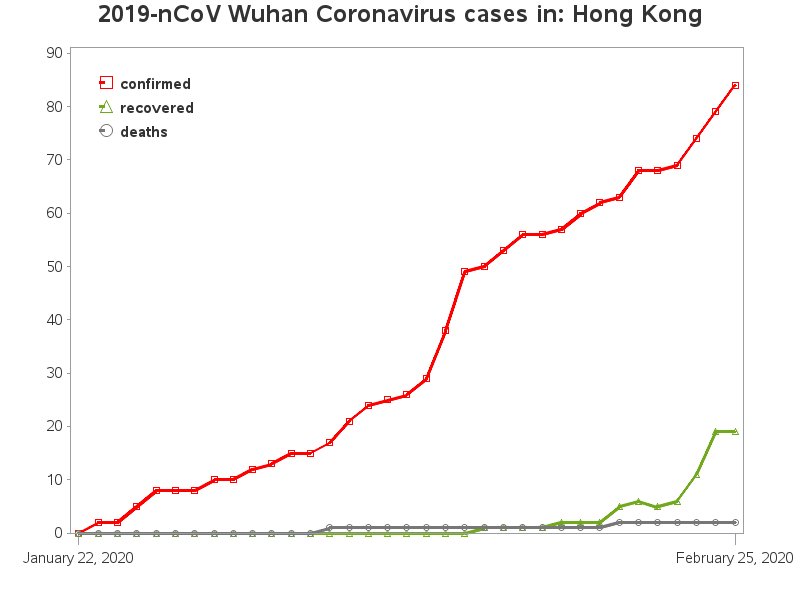 2019-nCoV Wuhan Coronavirus cases in: Hong Kong
90
80
70
60
50
40
30
20
10
0
confirmed
recovered
deaths
January 22, 2020
February 25, 2020